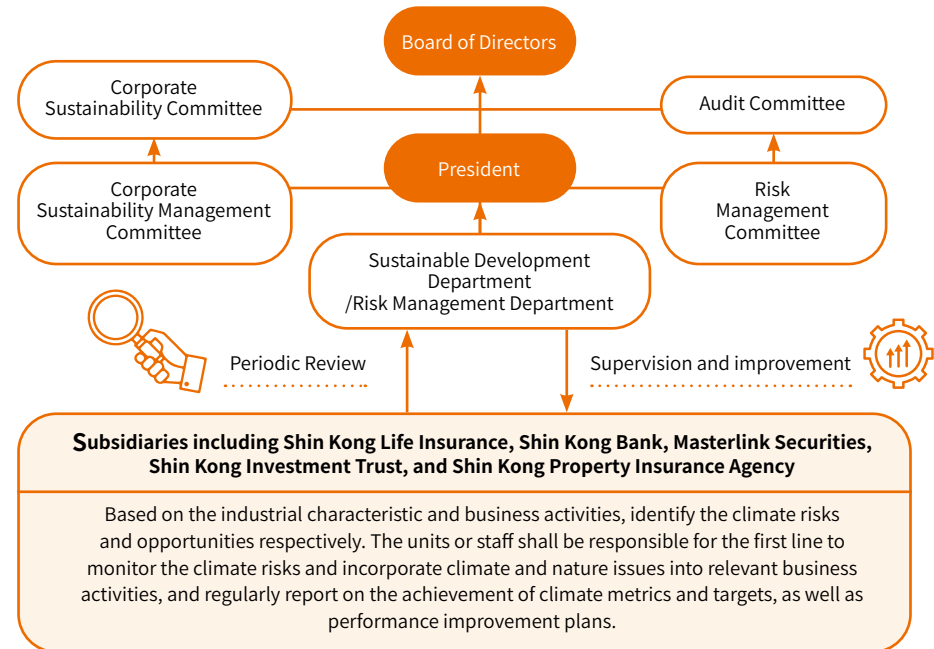 Board of Directors
Corporate
Sustainability Committee
Audit Committee
President
Corporate
Sustainability Management
Committee
Risk
Management
Committee
Sustainable Development
Department
/Risk Management Department
Periodic Review
Supervision and improvement
Subsidiaries including Shin Kong Life Insurance, Shin Kong Bank, Masterlink Securities,
Shin Kong Investment Trust, and Shin Kong Property Insurance Agency
Based on the industrial characteristic and business activities, identify the climate risks
and opportunities respectively. The units or staff shall be responsible for the first line to
monitor the climate risks and incorporate climate and nature issues into relevant business
activities, and regularly report on the achievement of climate metrics and targets, as well as
performance improvement plans.